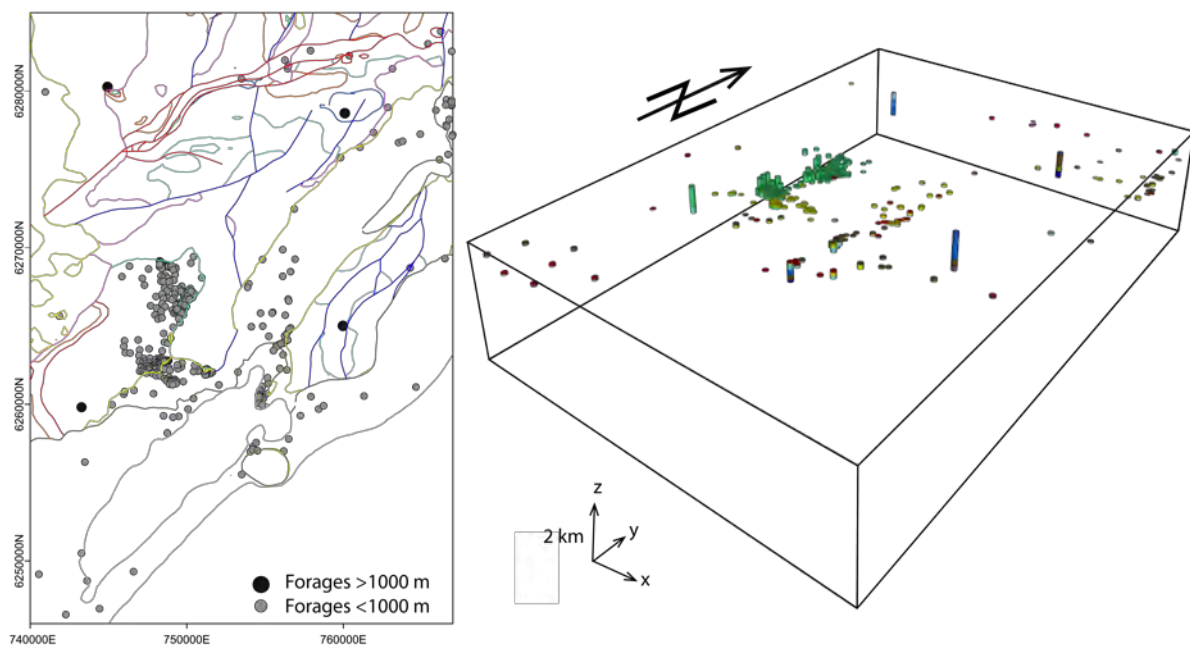 6280000N
6270000N
6260000N
6250000N
Forages >1000 m
Forages <1000 m
740000E
750000E
760000E
N
z
y
2 km
x